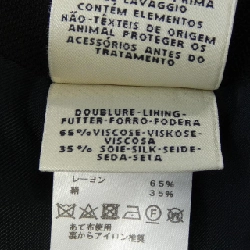 LAVAGGIO
CONTÉM ELEMENTOS
NÃO-TÊXTEIS DE ORIGEM
ANIMAL PROTEGER OS
ACESSÓRIOS ANTES DO
TRATAMENTO
DOUBLURE-LINING-
FUTTER-FORRO-FODERA
65%VISCOSE-VISKOSE-
VISCOSA
35% SOIE-SILK-SEIDE-
SEDA-SETA
レーヨン 65%
絹 35%
あて布使用
裏からアイロン推奨